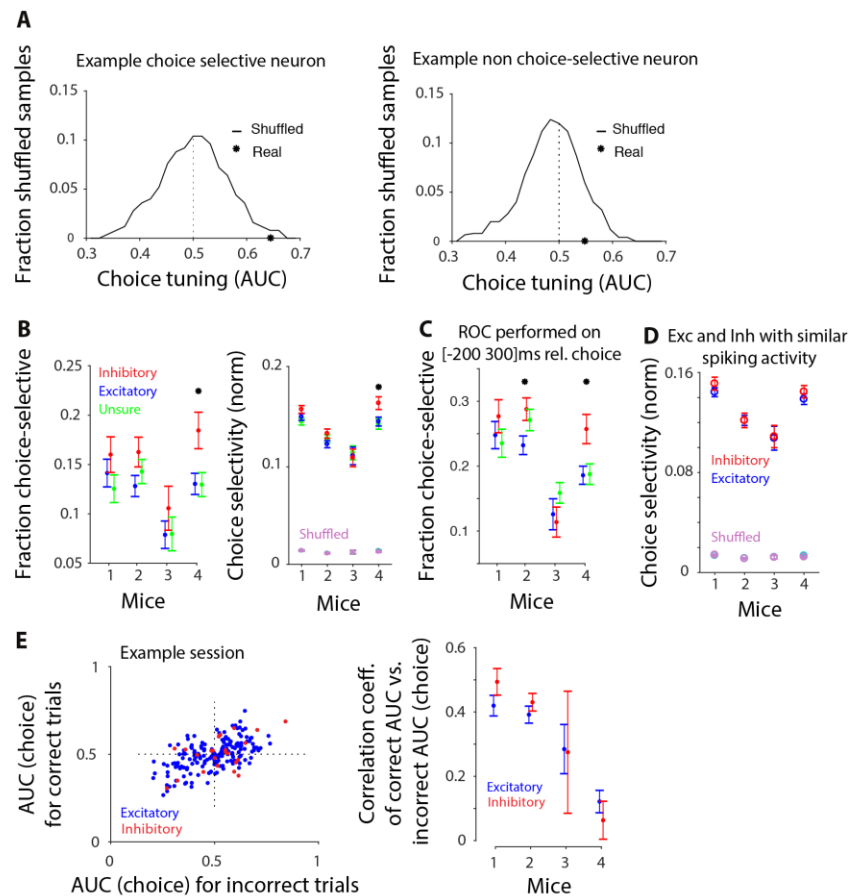 A
Example choice selective neuron
Fraction shuffled samples
0.15
0.1
0.05
0
Shuffled
Real
0.3
0.4
0.5
0.6
0.7
Choice tuning (AUC)
Example non choice-selective neuron
Fraction shuffled samples
0.15
0.1
0.05
0
Shuffled
Real
0.3
0.4
0.5
0.6
0.7
Choice tuning (AUC)
B
Fraction choice-selective
0.25
0.2
0.15
0.1
0.05
Inhibitory
Excitatory
Unsure
1
2
3
4
Mice
Choice selectivity (norm)
0.2
0.1
0
Shuffled
1
2
3
4
Mice
C
ROC performed on
[-200 300]ms rel. choice
Fraction choice-selective
0.3
0.2
0.1
1
2
3
4
Mice
D
Exc and Inh with similar
spiking activity
Choice selectivity (norm)
0.16
0.08
0
Inhibitory
Excitatory
Shuffled
1
2
3
4
Mice
E
Example session
AUC (choice)
for correct trials
1
0.5
0
Excitatory
Inhibitory
0
0.5
1
AUC (choice) for incorrect trials
Correlation coeff.
of correct AUC vs.
incorrect AUC (choice)
0.6
0.4
0.2
0
Excitatory
Inhibitory
1
2
3
4
Mice